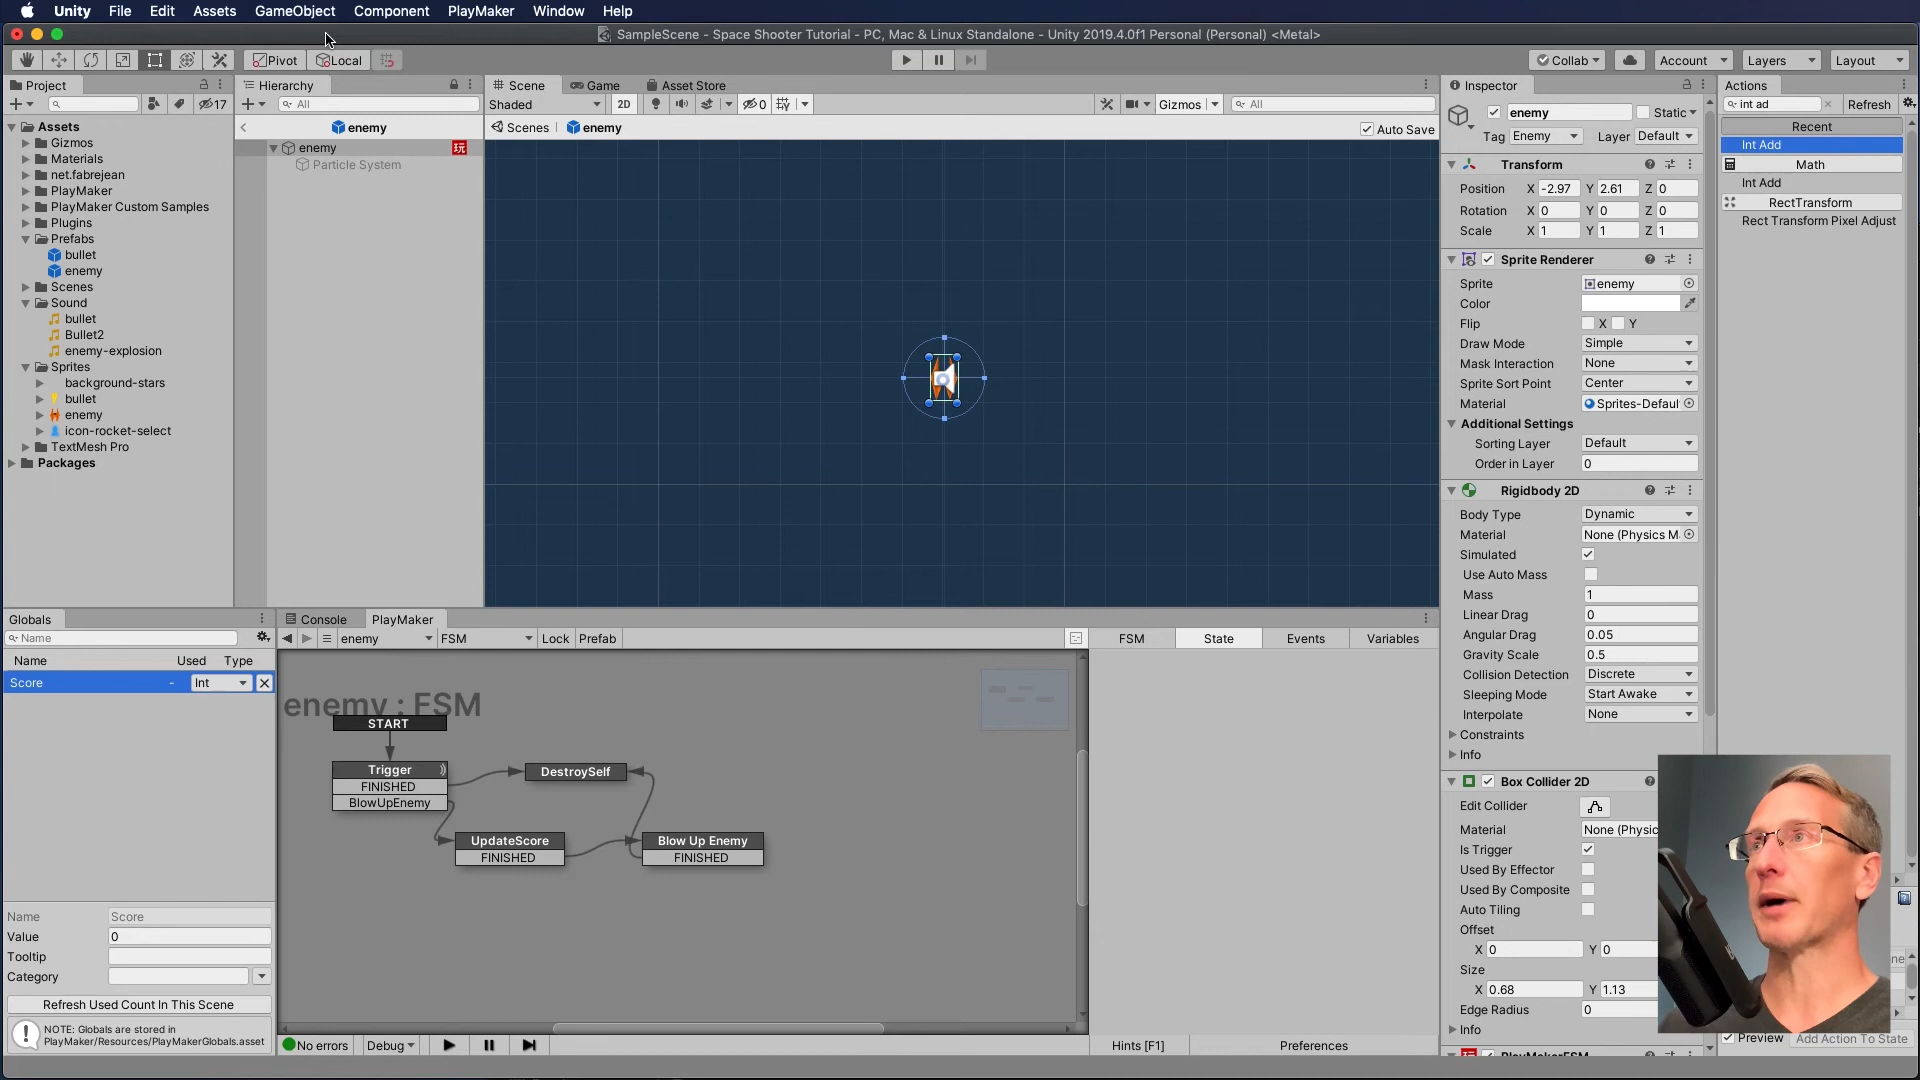 Unity File Edit Assets GameObject Component PlayMaker Window Help
SampleScene - Space Shooter Tutorial - PC, Mac & Linux Standalone - Unity 2019.4.0f1 Personal (Personal) <Metal>
Pivot Local Collab Account Layers Layout
Project
17
Assets
Gizmos
Materials
net.fabrejean
PlayMaker
PlayMaker Custom Samples
Plugins
Prefabs
bullet
enemy
Scenes
Sound
bullet
Bullet2
enemy-explosion
Sprites
background-stars
bullet
enemy
icon-rocket-select
TextMesh Pro
Packages
Hierarchy
All
enemy
enemy 玩
Particle System
Scene Game Asset Store
Shaded 2D 0 Gizmos All
Scenes enemy Auto Save
Inspector
enemy Static
Tag Enemy Layer Default
Transform
Position X -2.97 Y 2.61 Z 0
Rotation X 0 Y 0 Z 0
Scale X 1 Y 1 Z 1
Sprite Renderer
Sprite enemy
Color
Flip X Y
Draw Mode Simple
Mask Interaction None
Sprite Sort Point Center
Material Sprites-Defaul
Additional Settings
Sorting Layer Default
Order in Layer 0
Rigidbody 2D
Body Type Dynamic
Material None (Physics M
Simulated
Use Auto Mass
Mass 1
Linear Drag 0
Angular Drag 0.05
Gravity Scale 0.5
Collision Detection Discrete
Sleeping Mode Start Awake
Interpolate None
Constraints
Info
Box Collider 2D
Edit Collider
Material None (Physic
Is Trigger
Used By Effector
Used By Composite
Auto Tiling
Offset
X 0 Y 0
Size
X 0.68 Y 1.13
Edge Radius 0
Info
PlayMakerFSM
Actions
int ad Refresh
Recent
Int Add
Math
Int Add
RectTransform
Rect Transform Pixel Adjust
Preview Add Action To State
Globals
Name
Name Used Type
Score - Int
Name Score
Value 0
Tooltip
Category
Refresh Used Count In This Scene
NOTE: Globals are stored in
PlayMaker/Resources/PlayMakerGlobals.asset
Console PlayMaker
enemy FSM Lock Prefab
enemy : FSM
START
Trigger
FINISHED
BlowUpEnemy
DestroySelf
UpdateScore
FINISHED
Blow Up Enemy
FINISHED
No errors Debug
FSM State Events Variables
Hints [F1] Preferences